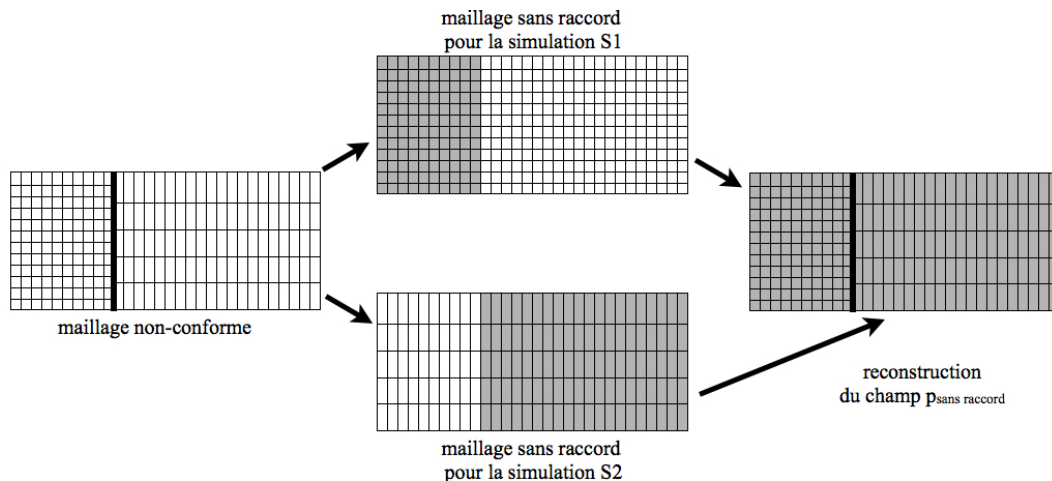 maillage sans raccord
pour la simulation S1
maillage non-conforme
maillage sans raccord
pour la simulation S2
reconstruction
du champ psans raccord